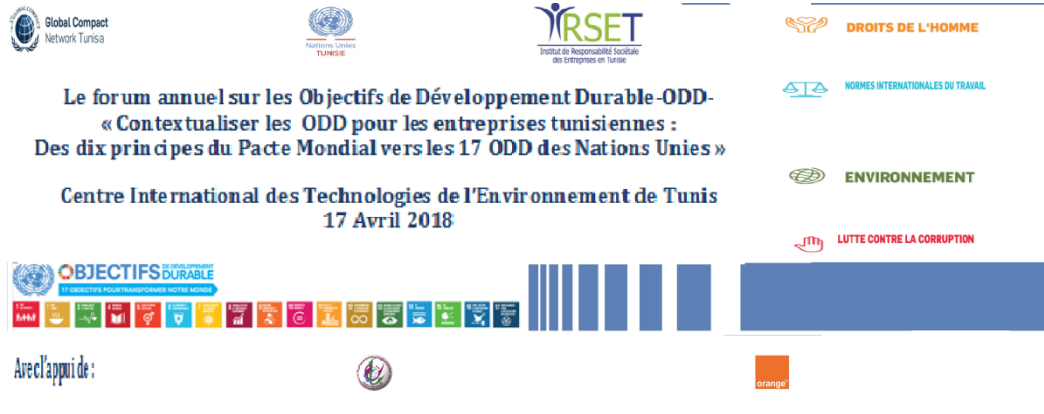 Global Compact
Network Tunisa
Nations Unies
TUNISIE
RSET
Institut de Responsabilité Sociétale
des Entreprises en Tunisie
Le forum annuel sur les Objectifs de Développement Durable-ODD-
« Contextualiser les ODD pour les entreprises tunisiennes :
Des dix principes du Pacte Mondial vers les 17 ODD des Nations Unies »
Centre International des Technologies de l'Environnement de Tunis
17 Avril 2018
DROITS DE L'HOMME
NORMES INTERNATIONALES DU TRAVAIL
ENVIRONNEMENT
LUTTE CONTRE LA CORRUPTION
OBJECTIFS DE DÉVELOPPEMENT DURABLE
17 OBJECTIFS POUR TRANSFORMER NOTRE MONDE
Avec l'appui de :
orange